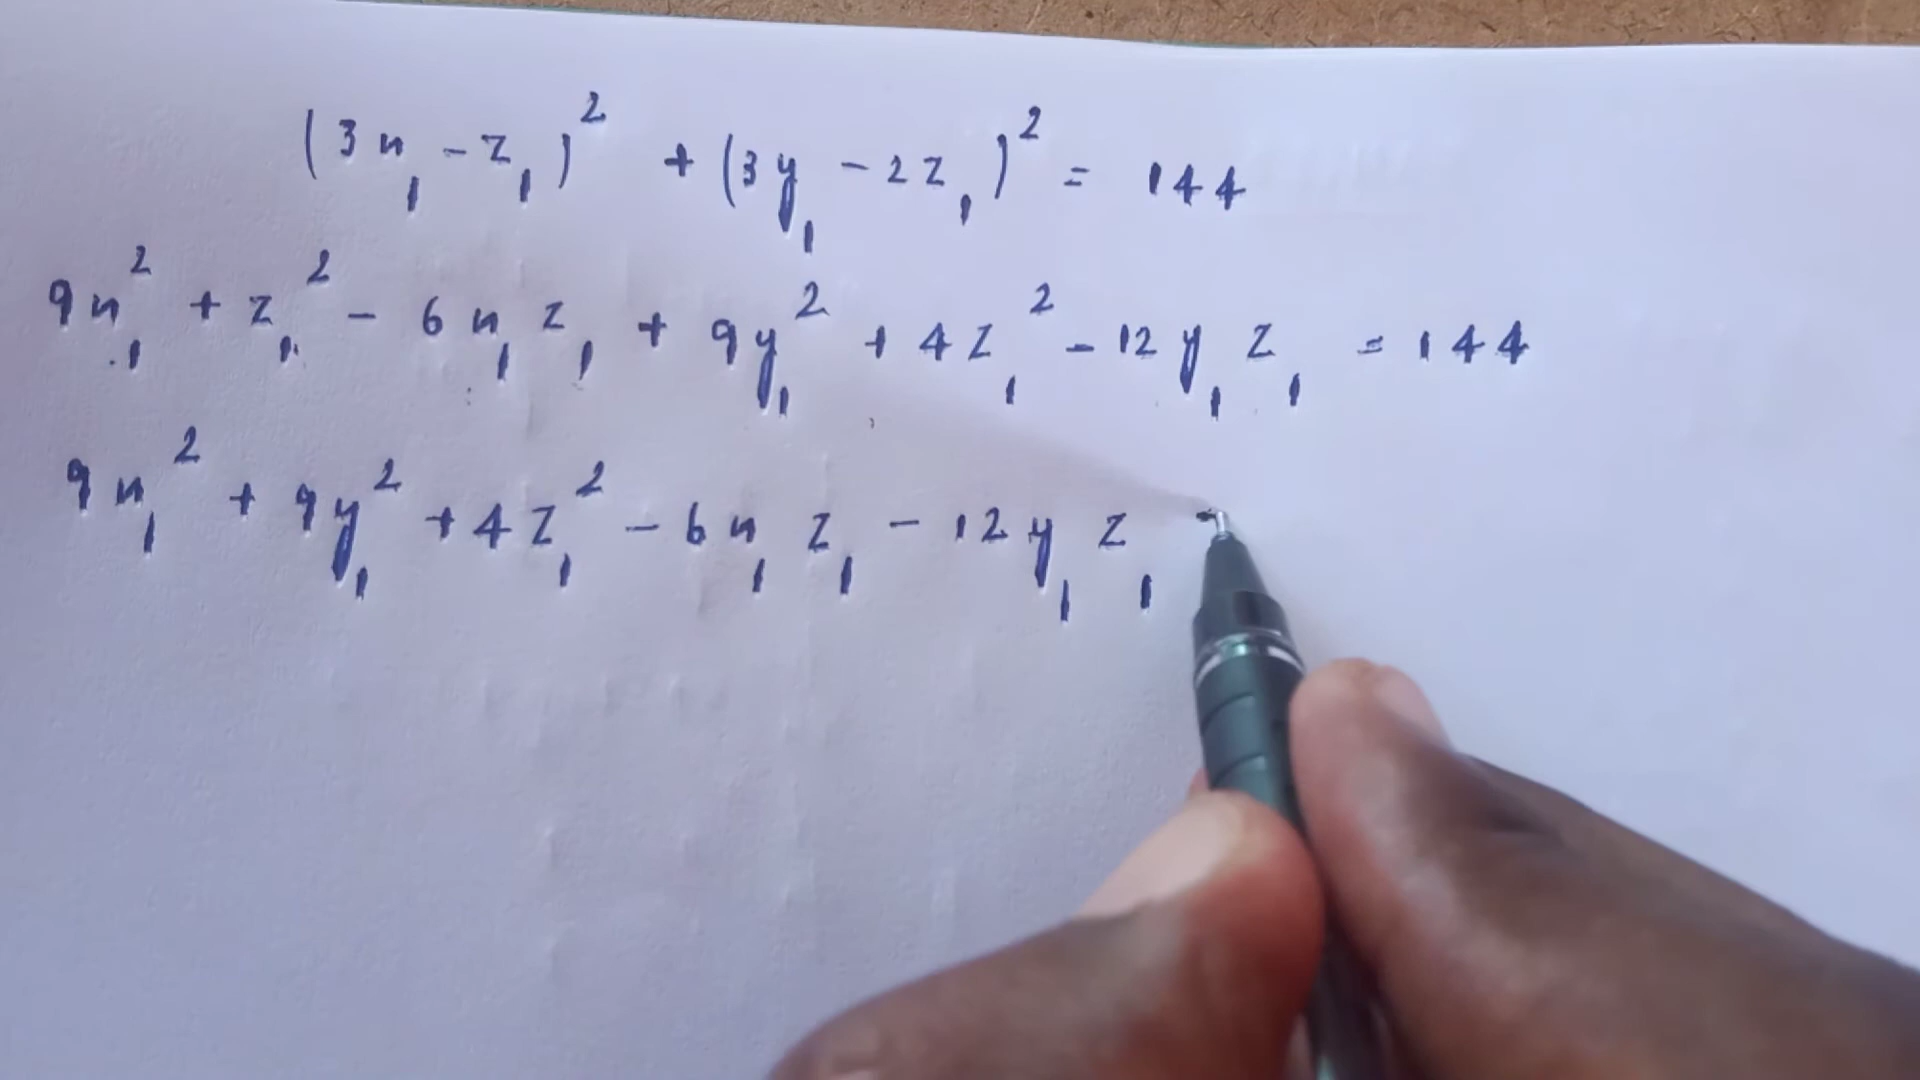 (3x₁ - z₁)² + (3y₁ - 2z₁)² = 144
9x₁² + z₁² - 6x₁z₁ + 9y₁² + 4z₁² - 12y₁z₁ = 144
9x₁² + 9y₁² + 4z₁² - 6x₁z₁ - 12y₁z₁